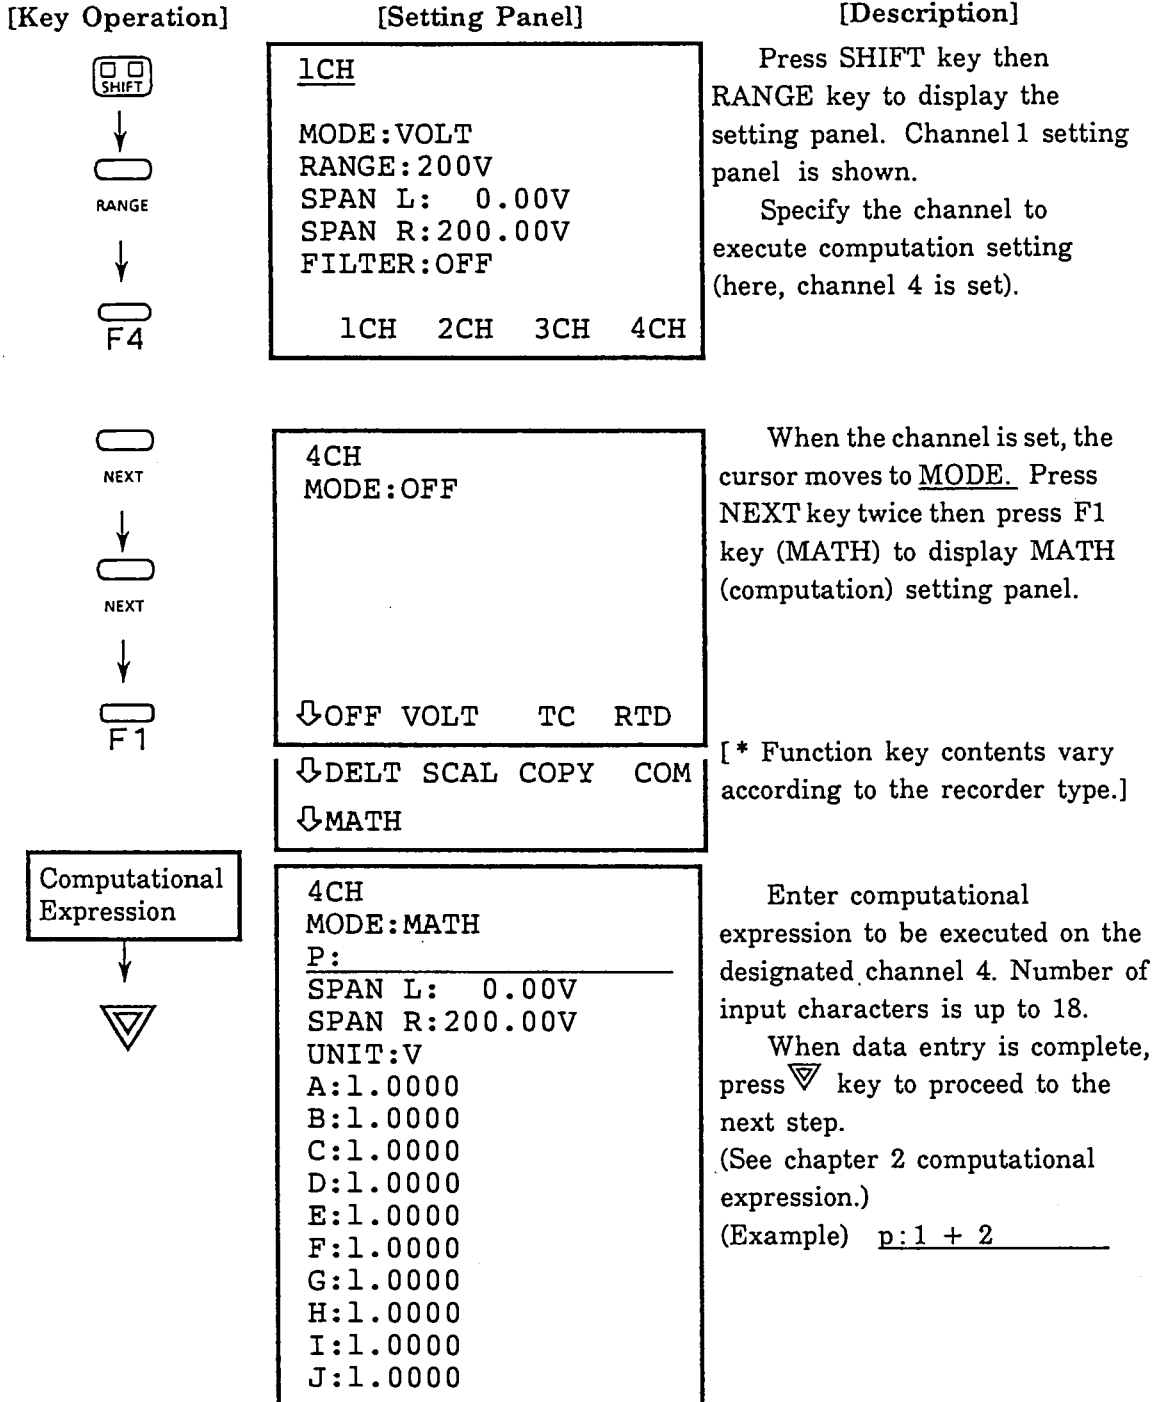 [Key Operation]
[Setting Panel]
[Description]
SHIFT
RANGE
F4
1CH
MODE:VOLT
RANGE:200V
SPAN L:  0.00V
SPAN R:200.00V
FILTER:OFF
1CH 2CH 3CH 4CH
Press SHIFT key then
RANGE key to display the
setting panel. Channel 1 setting
panel is shown.
Specify the channel to
execute computation setting
(here, channel 4 is set).
NEXT
NEXT
F1
4CH
MODE:OFF
⇩OFF VOLT TC RTD
⇩DELT SCAL COPY COM
⇩MATH
When the channel is set, the
cursor moves to MODE. Press
NEXT key twice then press F1
key (MATH) to display MATH
(computation) setting panel.
[* Function key contents vary
according to the recorder type.]
Computational
Expression
4CH
MODE:MATH
P:
SPAN L:  0.00V
SPAN R:200.00V
UNIT:V
A:1.0000
B:1.0000
C:1.0000
D:1.0000
E:1.0000
F:1.0000
G:1.0000
H:1.0000
I:1.0000
J:1.0000
Enter computational
expression to be executed on the
designated channel 4. Number of
input characters is up to 18.
When data entry is complete,
press key to proceed to the
next step.
(See chapter 2 computational
expression.)
(Example) p:1 + 2